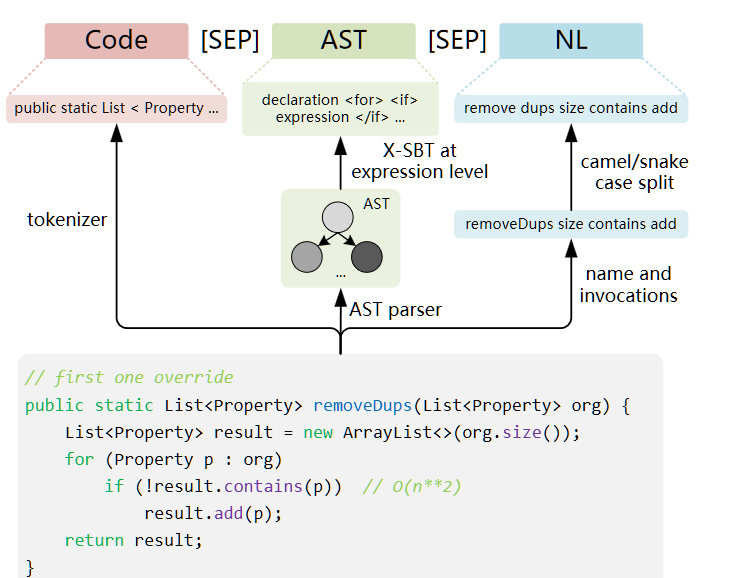 Code [SEP] AST [SEP] NL
public static List < Property ...
declaration <for> <if>
expression </if> ...
remove dups size contains add
X-SBT at
expression level
camel/snake
case split
tokenizer
AST
...
removeDups size contains add
name and
invocations
AST parser
// first one override
public static List<Property> removeDups(List<Property> org) {
    List<Property> result = new ArrayList<>(org.size());
    for (Property p : org)
        if (!result.contains(p))  // O(n**2)
            result.add(p);
    return result;
}